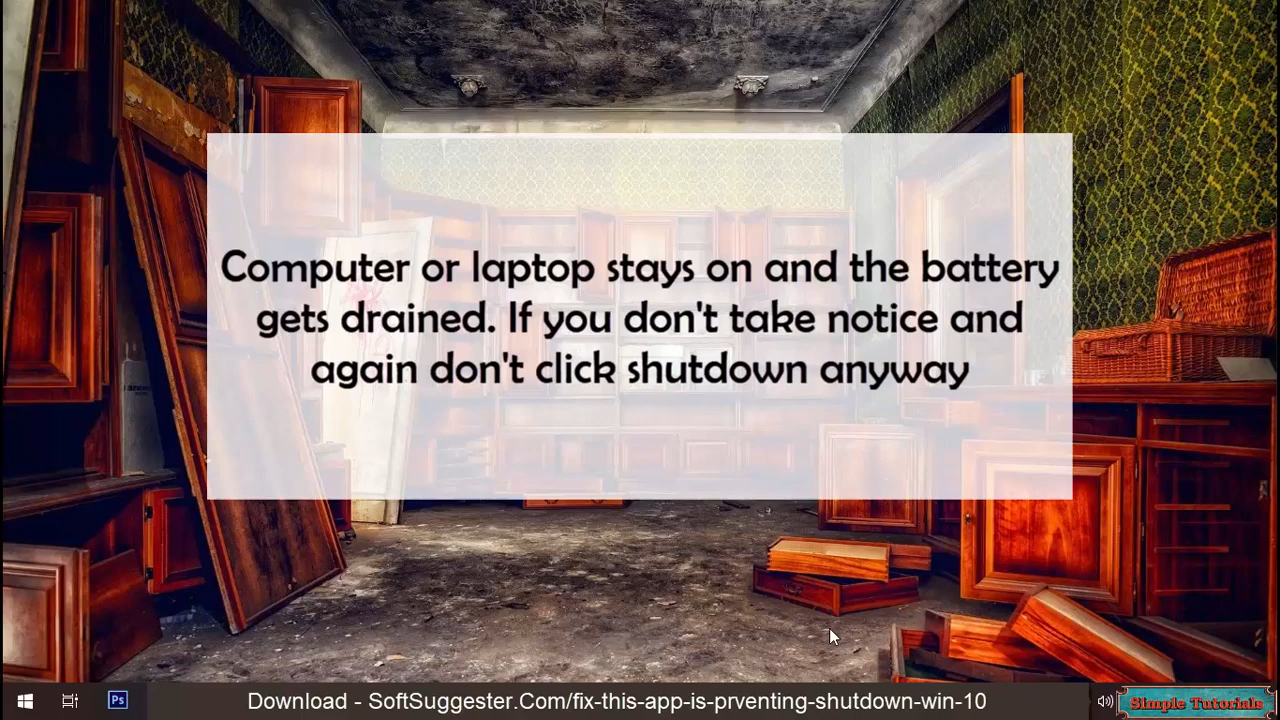 Computer or laptop stays on and the battery
gets drained. If you don't take notice and
again don't click shutdown anyway
Ps
Download - SoftSuggester.Com/fix-this-app-is-prventing-shutdown-win-10
Simple Tutorials